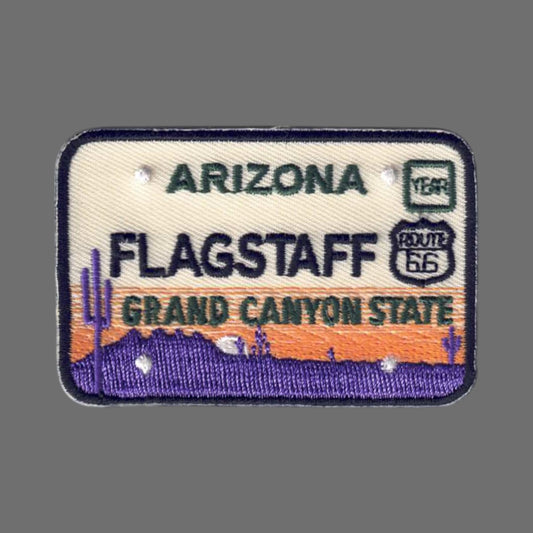 ARIZONA
YEAR
FLAGSTAFF
ROUTE
66
GRAND CANYON STATE